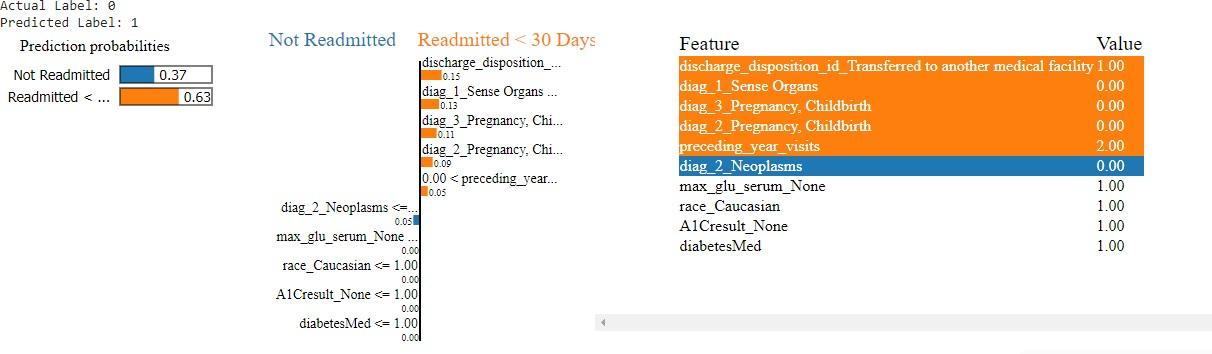 Actual Label: 0
Predicted Label: 1
Prediction probabilities
Not Readmitted 0.37
Readmitted < ... 0.63
Not Readmitted
Readmitted < 30 Days
discharge_disposition_...
0.15
diag_1_Sense Organs ...
0.13
diag_3_Pregnancy, Chi...
0.11
diag_2_Pregnancy, Chi...
0.09
0.00 < preceding_year...
0.05
diag_2_Neoplasms <=...
0.05
max_glu_serum_None ...
0.00
race_Caucasian <= 1.00
0.00
A1Cresult_None <= 1.00
0.00
diabetesMed <= 1.00
0.00
Feature Value
discharge_disposition_id_Transferred to another medical facility 1.00
diag_1_Sense Organs 0.00
diag_3_Pregnancy, Childbirth 0.00
diag_2_Pregnancy, Childbirth 0.00
preceding_year_visits 2.00
diag_2_Neoplasms 0.00
max_glu_serum_None 1.00
race_Caucasian 1.00
A1Cresult_None 1.00
diabetesMed 1.00